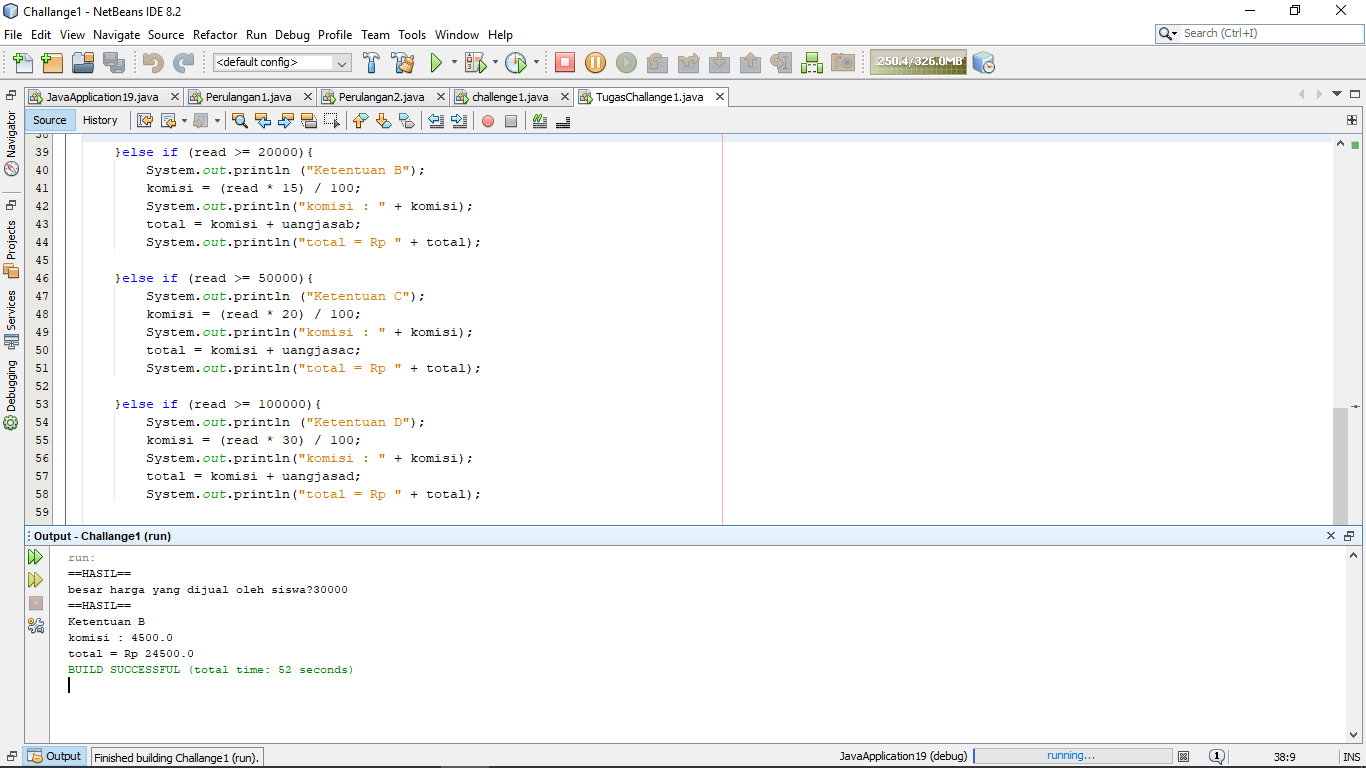 Challange1 - NetBeans IDE 8.2
File Edit View Navigate Source Refactor Run Debug Profile Team Tools Window Help
Search (Ctrl+I)
<default config>
250.4/326.0MB
JavaApplication19.java
Perulangan1.java
Perulangan2.java
challenge1.java
TugasChallange1.java
Source History
Navigator
Projects
Services
Debugging
38
39 }else if (read >= 20000){
40 System.out.println ("Ketentuan B");
41 komisi = (read * 15) / 100;
42 System.out.println("komisi : " + komisi);
43 total = komisi + uangjasab;
44 System.out.println("total = Rp " + total);
45
46 }else if (read >= 50000){
47 System.out.println ("Ketentuan C");
48 komisi = (read * 20) / 100;
49 System.out.println("komisi : " + komisi);
50 total = komisi + uangjasac;
51 System.out.println("total = Rp " + total);
52
53 }else if (read >= 100000){
54 System.out.println ("Ketentuan D");
55 komisi = (read * 30) / 100;
56 System.out.println("komisi : " + komisi);
57 total = komisi + uangjasad;
58 System.out.println("total = Rp " + total);
59
Output - Challange1 (run)
run:
==HASIL==
besar harga yang dijual oleh siswa?30000
==HASIL==
Ketentuan B
komisi : 4500.0
total = Rp 24500.0
BUILD SUCCESSFUL (total time: 52 seconds)
Output
Finished building Challange1 (run).
JavaApplication19 (debug)
running...
1
38:9
INS